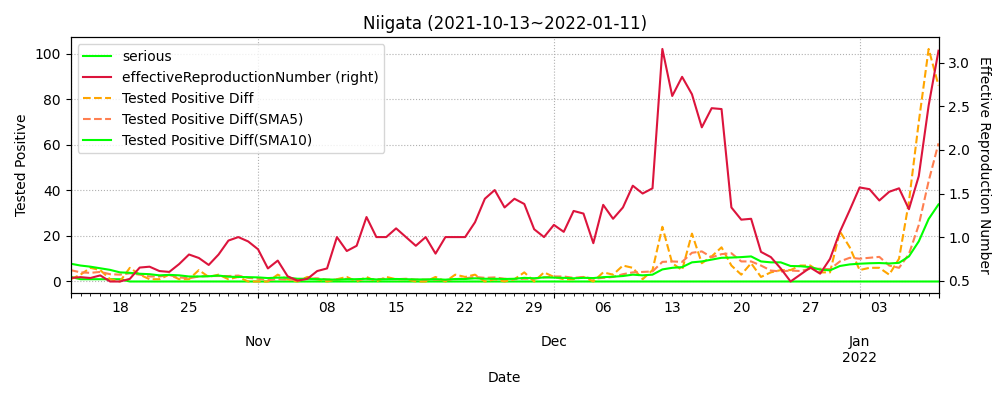 Niigata (2021-10-13~2022-01-11)
serious
effectiveReproductionNumber (right)
Tested Positive Diff
Tested Positive Diff(SMA5)
Tested Positive Diff(SMA10)
Tested Positive
100
80
60
40
20
0
Effective Reproduction Number
3.0
2.5
2.0
1.5
1.0
0.5
18 25 08 15 22 29 06 13 20 27 03
Nov Dec Jan
2022
Date